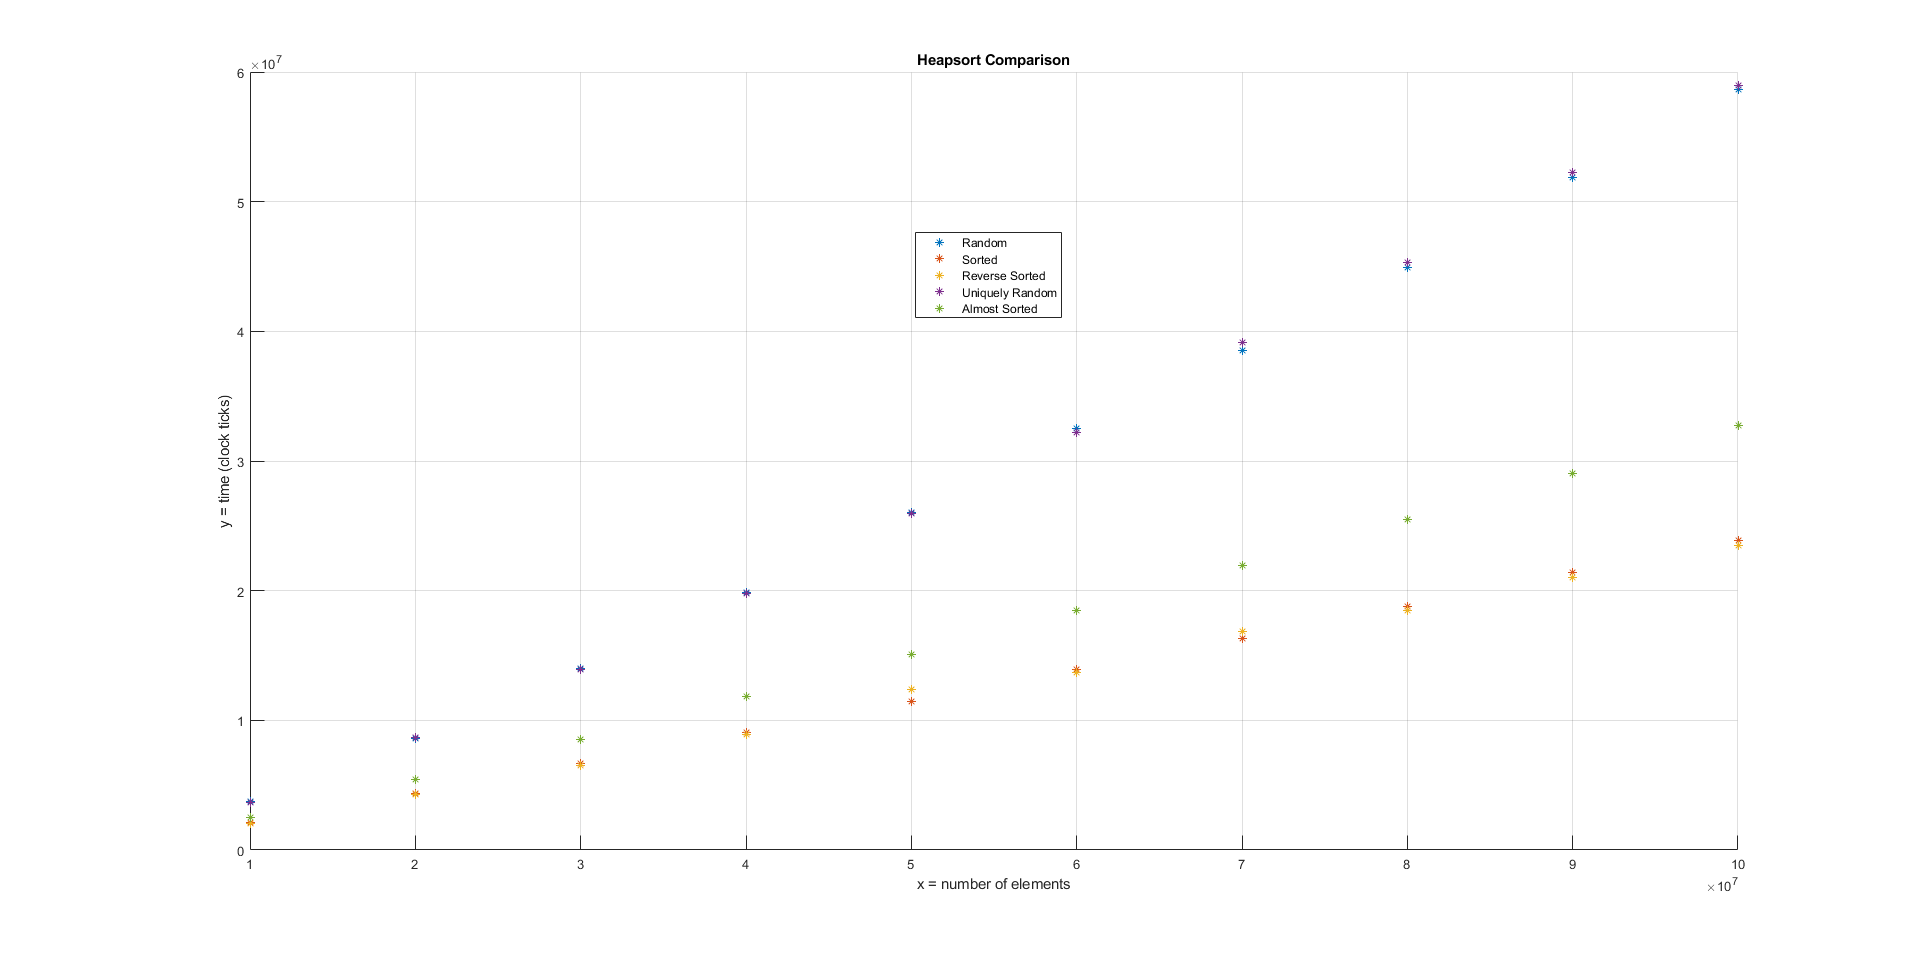 Heapsort Comparison
×10^7
6
5
4
3
2
1
0
y = time (clock ticks)
Random
Sorted
Reverse Sorted
Uniquely Random
Almost Sorted
1 2 3 4 5 6 7 8 9 10
x = number of elements
×10^7